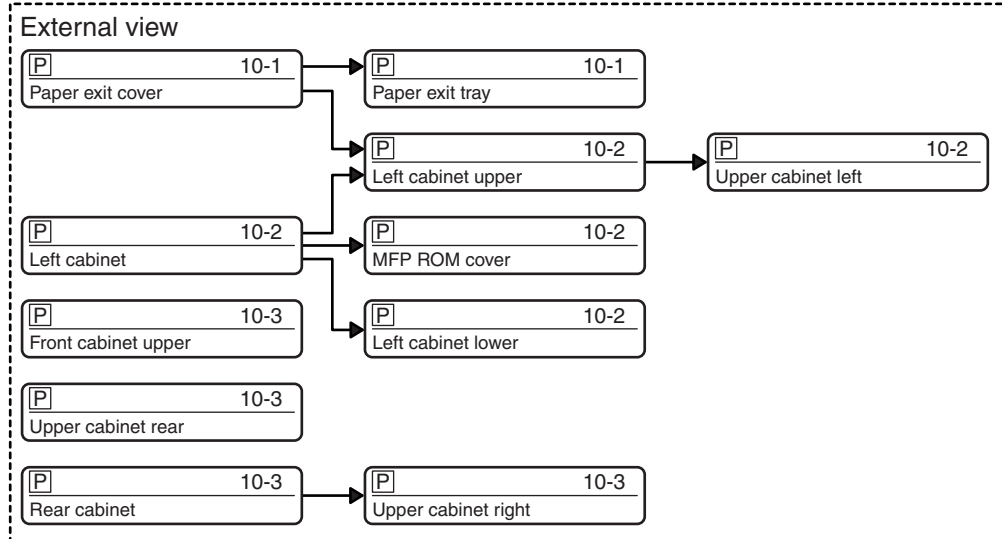 External view
P 10-1
Paper exit cover
P 10-1
Paper exit tray
P 10-2
Left cabinet upper
P 10-2
Upper cabinet left
P 10-2
Left cabinet
P 10-2
MFP ROM cover
P 10-3
Front cabinet upper
P 10-2
Left cabinet lower
P 10-3
Upper cabinet rear
P 10-3
Rear cabinet
P 10-3
Upper cabinet right